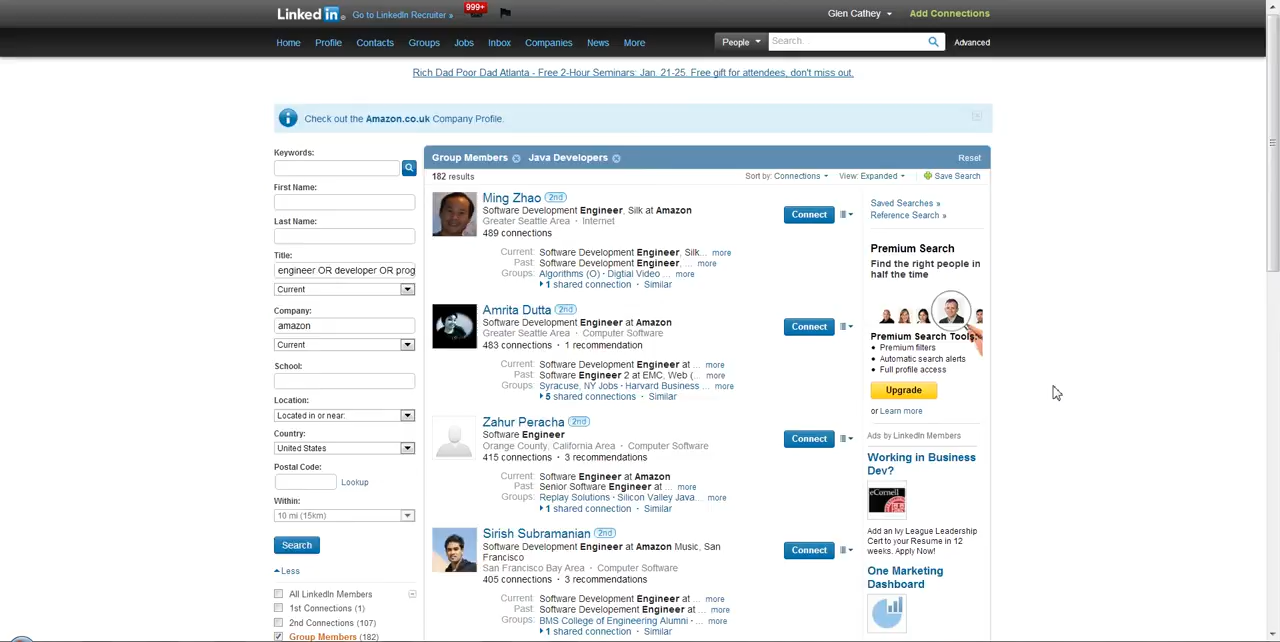 Linked in® Go to LinkedIn Recruiter » 999+ Glen Cathey Add Connections
Home Profile Contacts Groups Jobs Inbox Companies News More People Search... Advanced
Rich Dad Poor Dad Atlanta - Free 2-Hour Seminars: Jan. 21-25. Free gift for attendees, don't miss out.
Check out the Amazon.co.uk Company Profile.
Keywords:
First Name:
Last Name:
Title:
engineer OR developer OR prog
Current
Company:
amazon
Current
School:
Location:
Located in or near:
Country:
United States
Postal Code:
Lookup
Within:
10 mi (15km)
Search
Less
All LinkedIn Members
1st Connections (1)
2nd Connections (107)
Group Members (182)
Group Members Java Developers Reset
182 results Sort by: Connections View: Expanded Save Search
Ming Zhao 2nd
Software Development Engineer, Silk at Amazon
Greater Seattle Area · Internet
489 connections
Connect
Current: Software Development Engineer, Silk... more
Past: Software Development Engineer, ... more
Groups: Algorithms (O) · Digtial Video ... more
1 shared connection · Similar
Amrita Dutta 2nd
Software Development Engineer at Amazon
Greater Seattle Area · Computer Software
483 connections · 1 recommendation
Connect
Current: Software Development Engineer at ... more
Past: Software Engineer 2 at EMC, Web (... more
Groups: Syracuse, NY Jobs · Harvard Business ... more
5 shared connections · Similar
Zahur Peracha 2nd
Software Engineer
Orange County, California Area · Computer Software
415 connections · 3 recommendations
Connect
Current: Software Engineer at Amazon
Past: Senior Software Engineer at ... more
Groups: Replay Solutions · Silicon Valley Java... more
1 shared connection · Similar
Sirish Subramanian 2nd
Software Development Engineer at Amazon Music, San
Francisco
San Francisco Bay Area · Computer Software
405 connections · 3 recommendations
Connect
Current: Software Development Engineer at ... more
Past: Software Developement Engineer at ... more
Groups: BMS College of Engineering Alumni · ... more
1 shared connection · Similar
Saved Searches »
Reference Search »
Premium Search
Find the right people in
half the time
Premium Search Tools:
• Premium filters
• Automatic search alerts
• Full profile access
Upgrade
or Learn more
Ads by LinkedIn Members
Working in Business
Dev?
eCornell
Add an Ivy League Leadership
Cert to your Resume in 12
weeks. Apply Now!
One Marketing
Dashboard